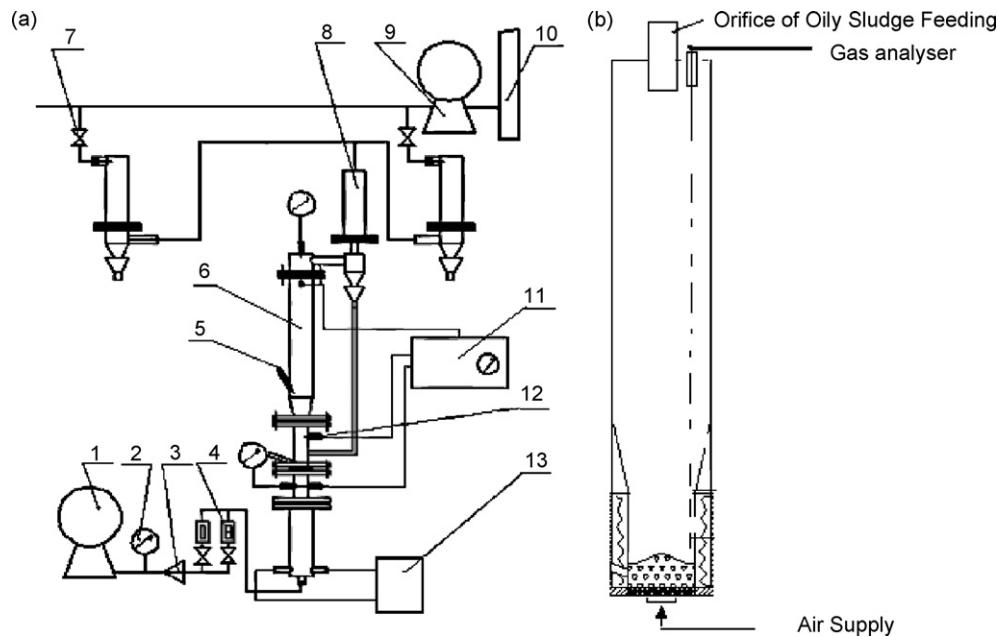 (a)
7
8
9
10
6
5
11
12
1
2
3
4
13
(b)
Orifice of Oily Sludge Feeding
Gas analyser
Air Supply